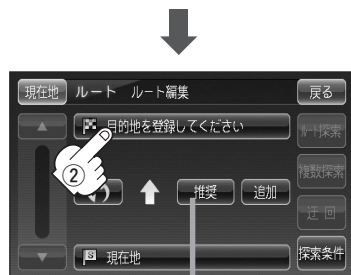 現在地 ルート ルート編集 戻る
目的地を登録してください
ルート探索
複数探索
②
推奨 追加
迂回
現在地
探索条件